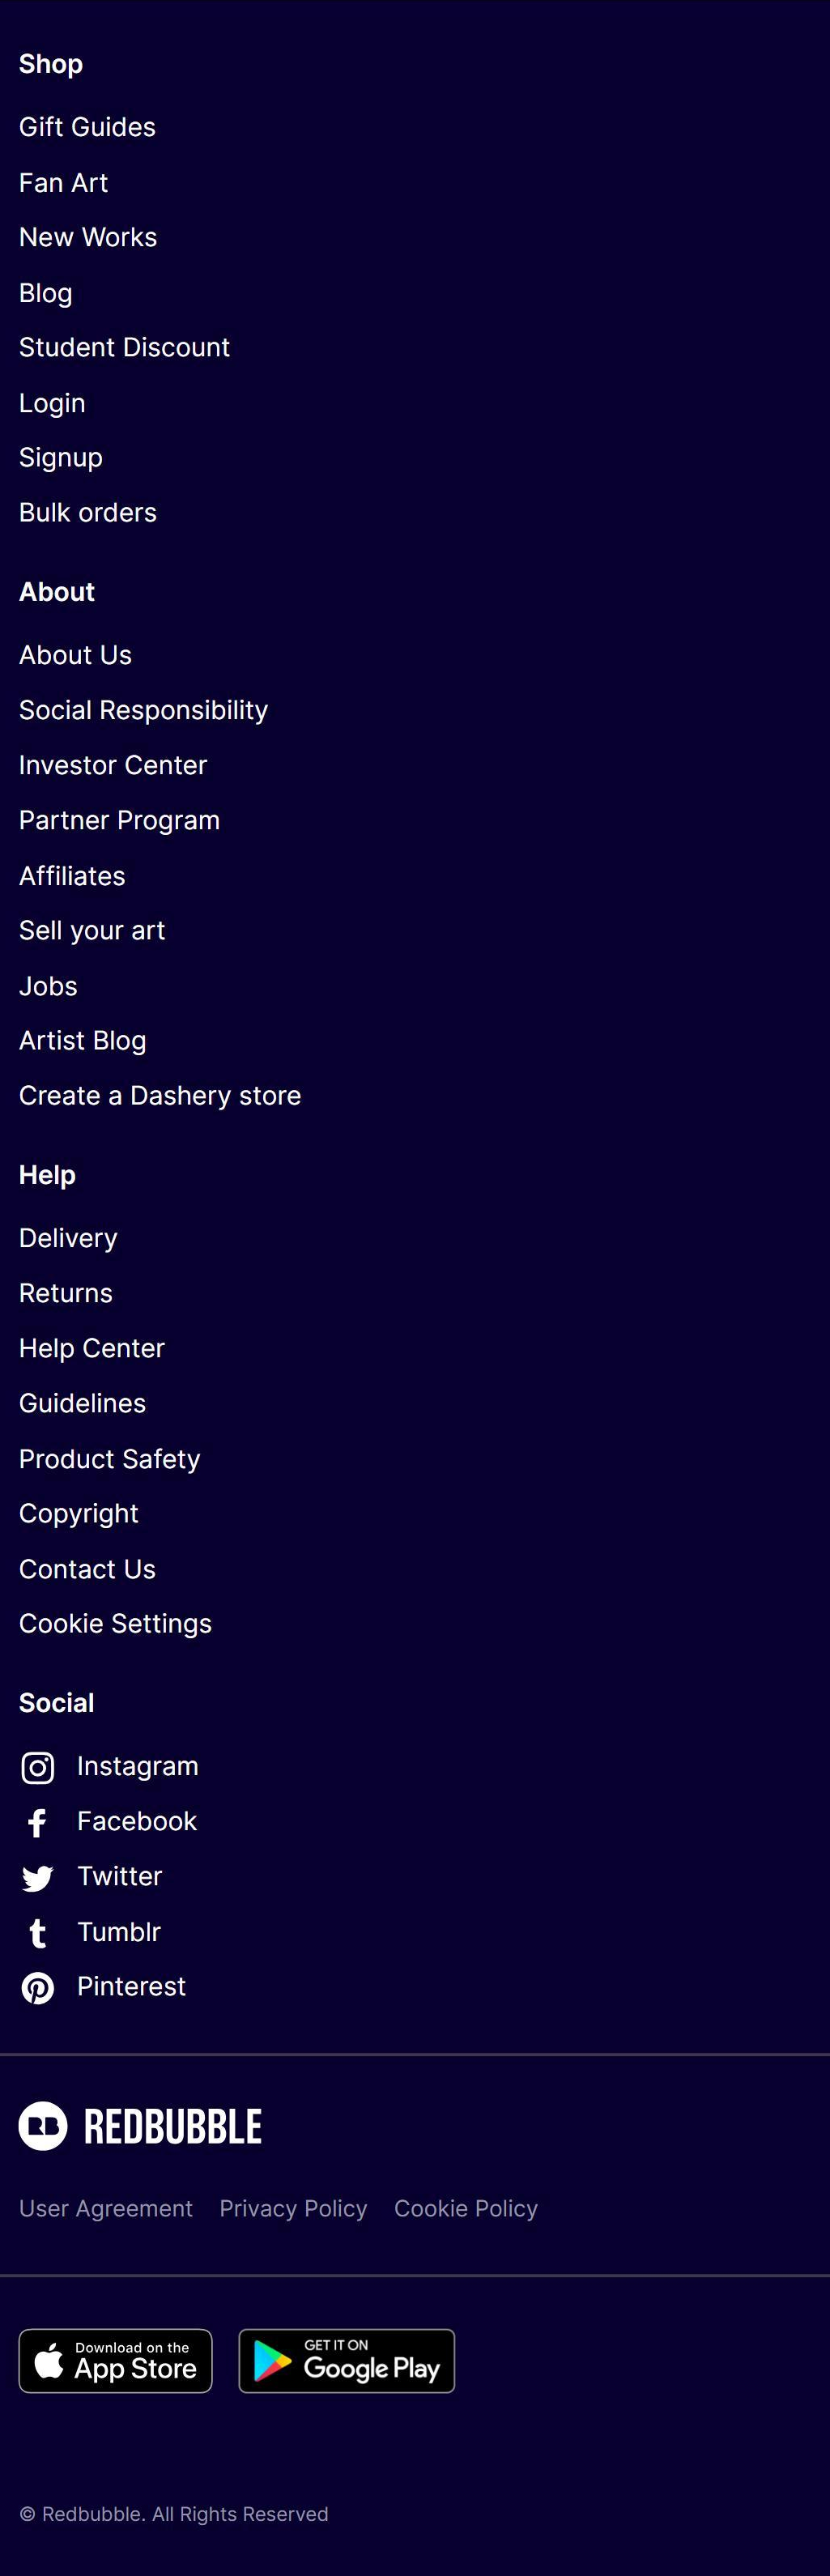 Shop
Gift Guides
Fan Art
New Works
Blog
Student Discount
Login
Signup
Bulk orders
About
About Us
Social Responsibility
Investor Center
Partner Program
Affiliates
Sell your art
Jobs
Artist Blog
Create a Dashery store
Help
Delivery
Returns
Help Center
Guidelines
Product Safety
Copyright
Contact Us
Cookie Settings
Social
Instagram
Facebook
Twitter
Tumblr
Pinterest
RB REDBUBBLE
User Agreement Privacy Policy Cookie Policy
Download on the
App Store
GET IT ON
Google Play
© Redbubble. All Rights Reserved